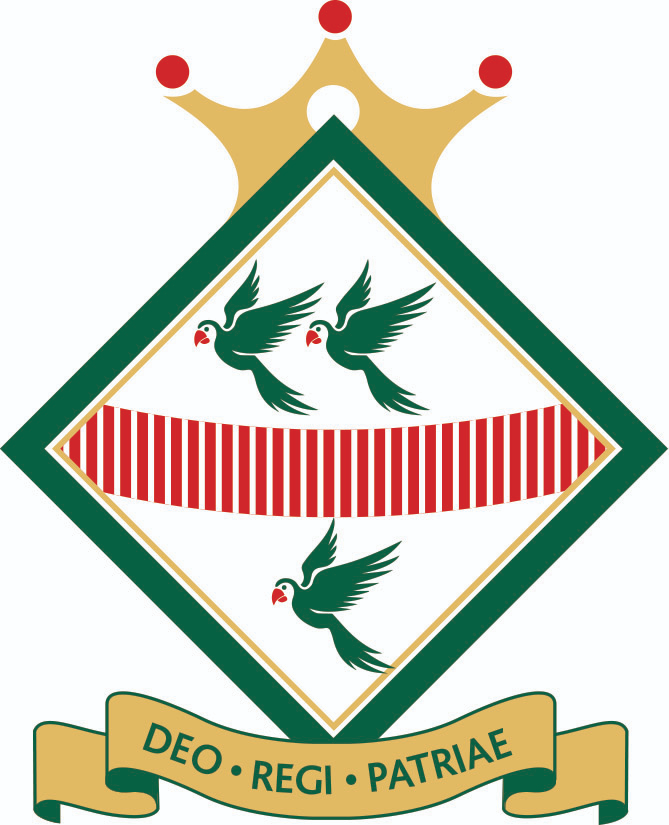 DEO • REGI • PATRIAE